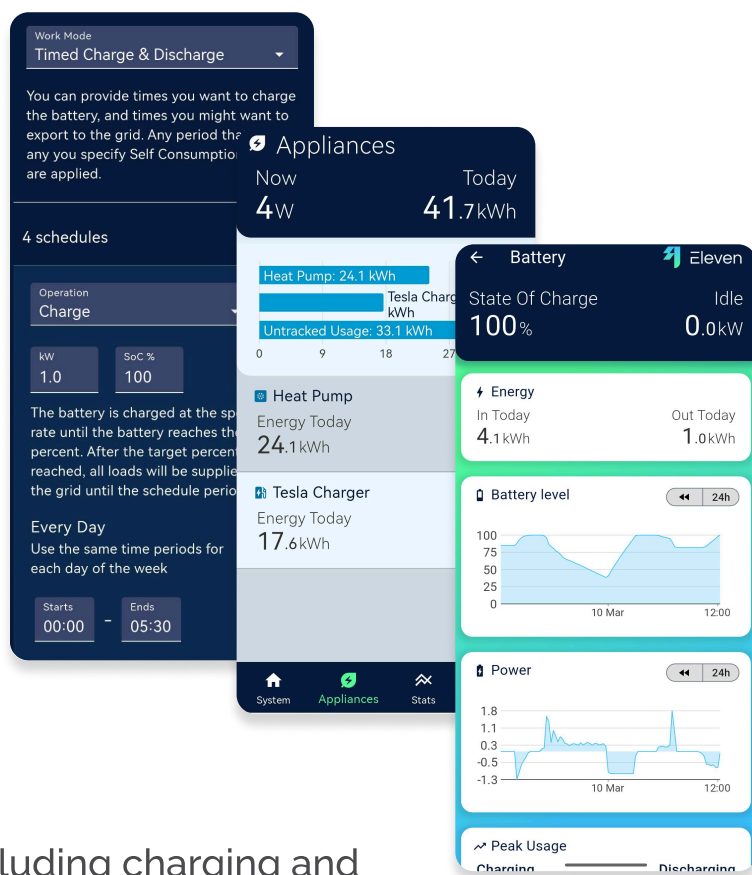 Work Mode
Timed Charge & Discharge
You can provide times you want to charge
the battery, and times you might want to
export to the grid. Any period
any you specify Self
are applied.
4 schedules
Operation
Charge
kW
1.0
SoC %
100
The battery is charged at the
rate until the battery reaches
percent. After the target
reached, all loads will be
the grid until the schedule
Every Day
Use the same time periods for
each day of the week
Starts
00:00
-
Ends
05:30
Appliances
Now
Today
4W
41.7kWh
Heat Pump: 24.1 kWh
Tesla
kWh
Untracked Usage: 33.1 kWh
0 9 18 27
Heat Pump
Energy Today
24.1kWh
Tesla Charger
Energy Today
17.6kWh
System
Appliances
Stats
Battery
Eleven
State Of Charge
Idle
100%
0.0kW
Energy
In Today
Out Today
4.1kWh
1.0kWh
Battery level
24h
100
75
50
25
0
10 Mar
12:00
Power
24h
1.8
1.1
0.3
-0.5
-1.3
10 Mar
12:00
Peak Usage
Charging
Discharging
charging and